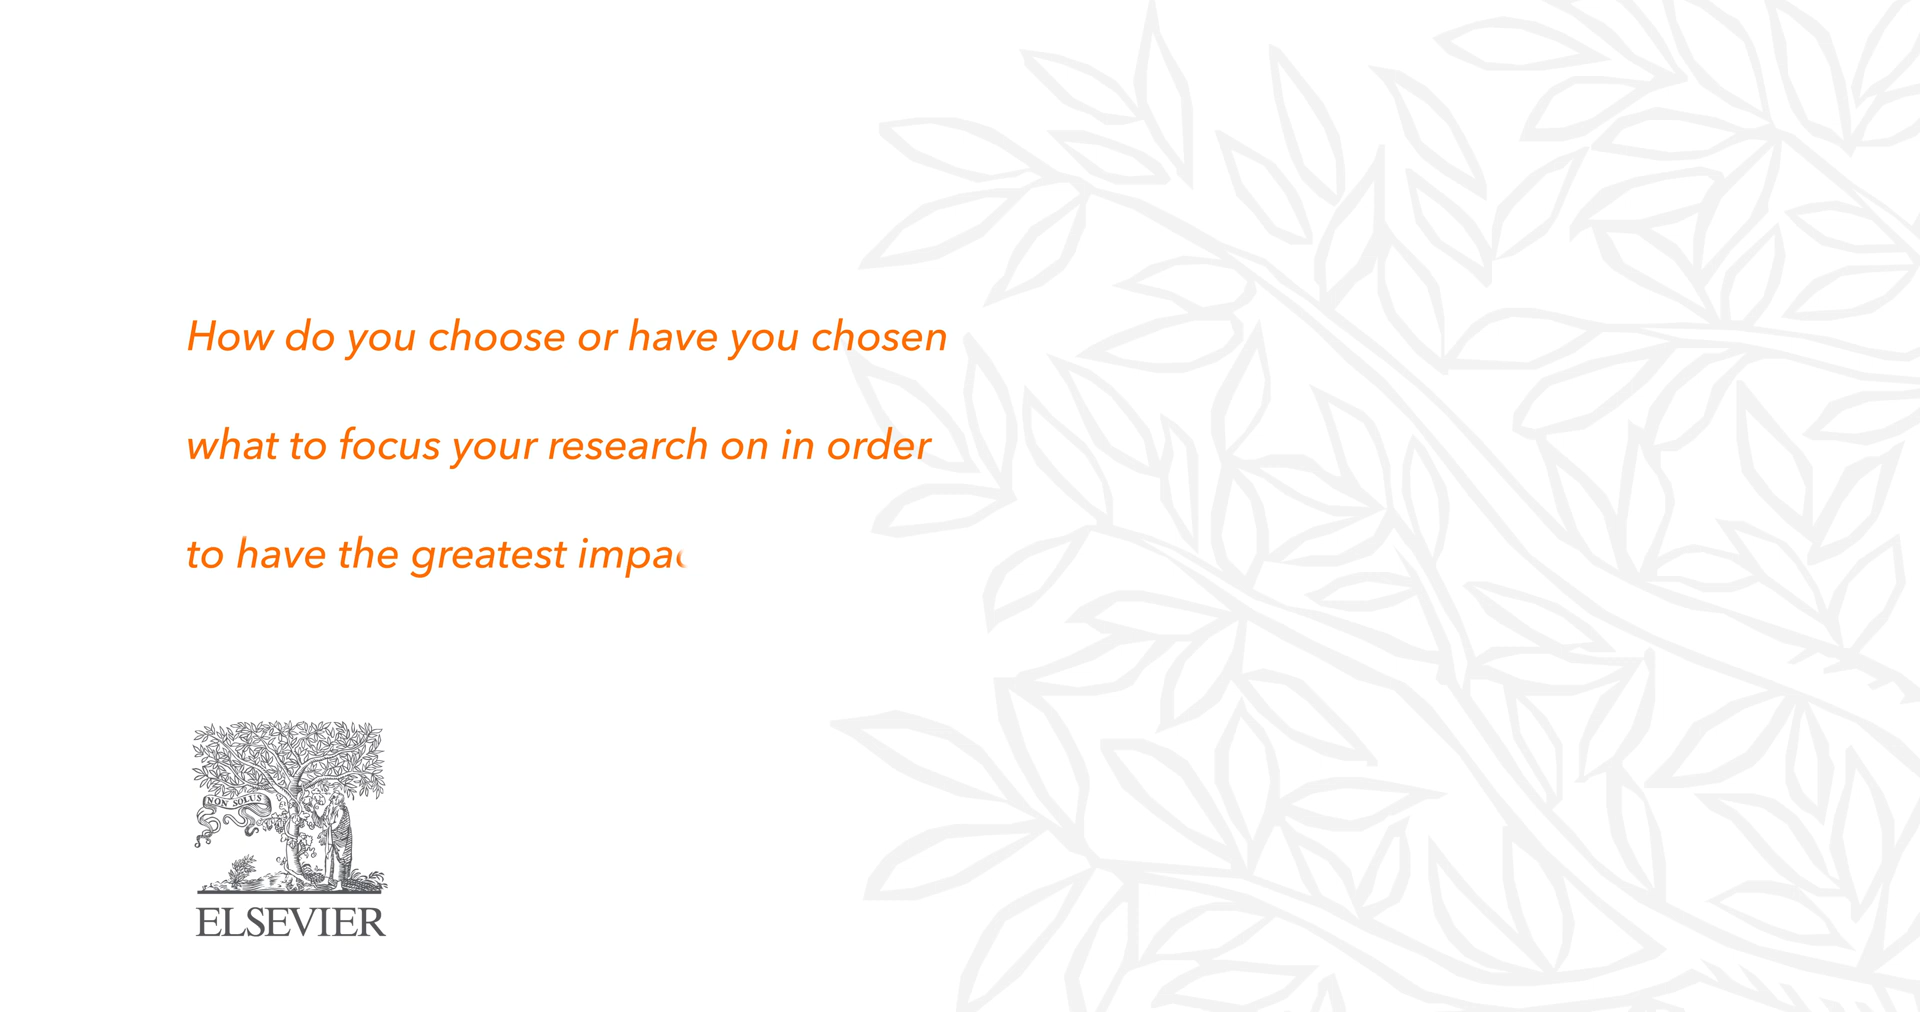 How do you choose or have you chosen
what to focus your research on in order
to have the greatest impac
NON SOLUS
ELSEVIER